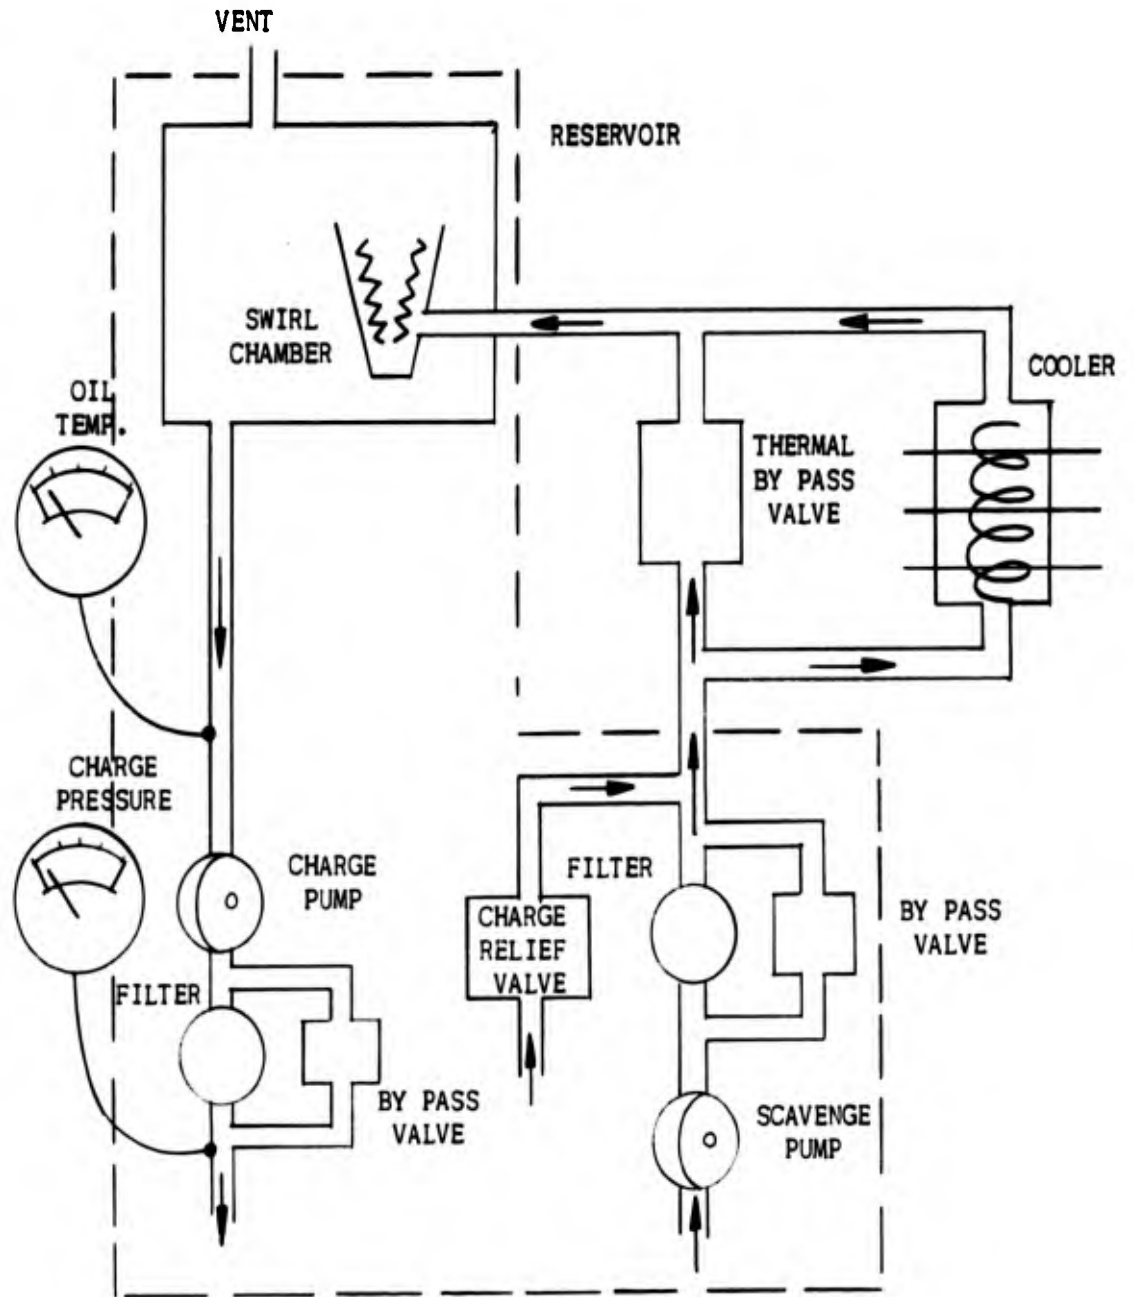 VENT
RESERVOIR
SWIRL
CHAMBER
OIL
TEMP.
COOLER
THERMAL
BY PASS
VALVE
CHARGE
PRESSURE
CHARGE
PUMP
FILTER
CHARGE
RELIEF
VALVE
BY PASS
VALVE
FILTER
BY PASS
VALVE
SCAVENGE
PUMP